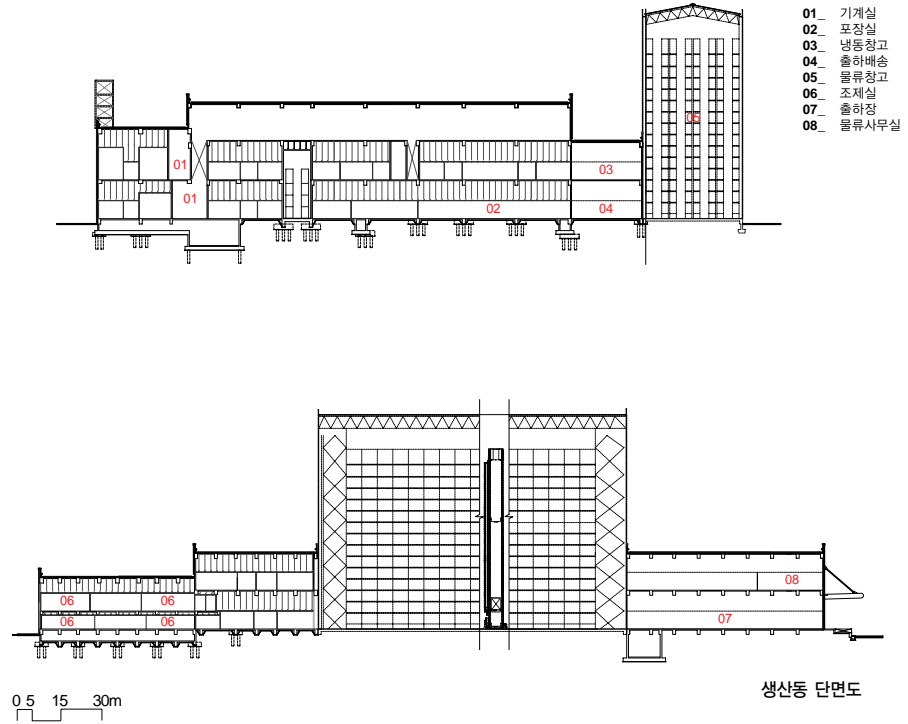 01_ 기계실
02_ 포장실
03_ 냉동창고
04_ 출하배송
05_ 물류창고
06_ 조제실
07_ 출하장
08_ 물류사무실
05
01
03
01
02
04
08
06 06
06 06
07
생산동 단면도
0 5 15 30m